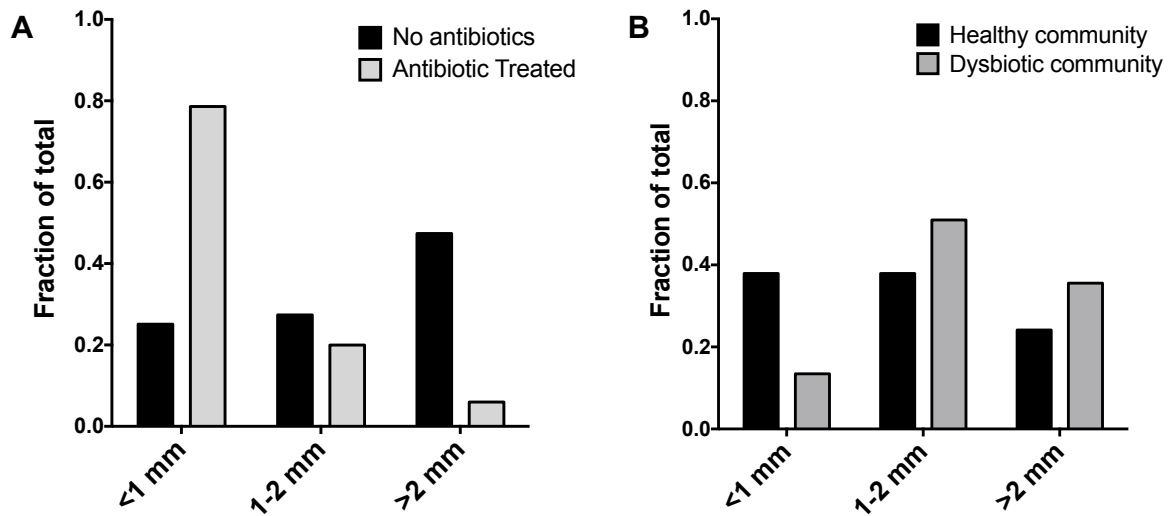 A
No antibiotics
Antibiotic Treated
Fraction of total
1.0
0.8
0.6
0.4
0.2
0.0
<1 mm
1-2 mm
>2 mm
B
Healthy community
Dysbiotic community
Fraction of total
1.0
0.8
0.6
0.4
0.2
0.0
<1 mm
1-2 mm
>2 mm